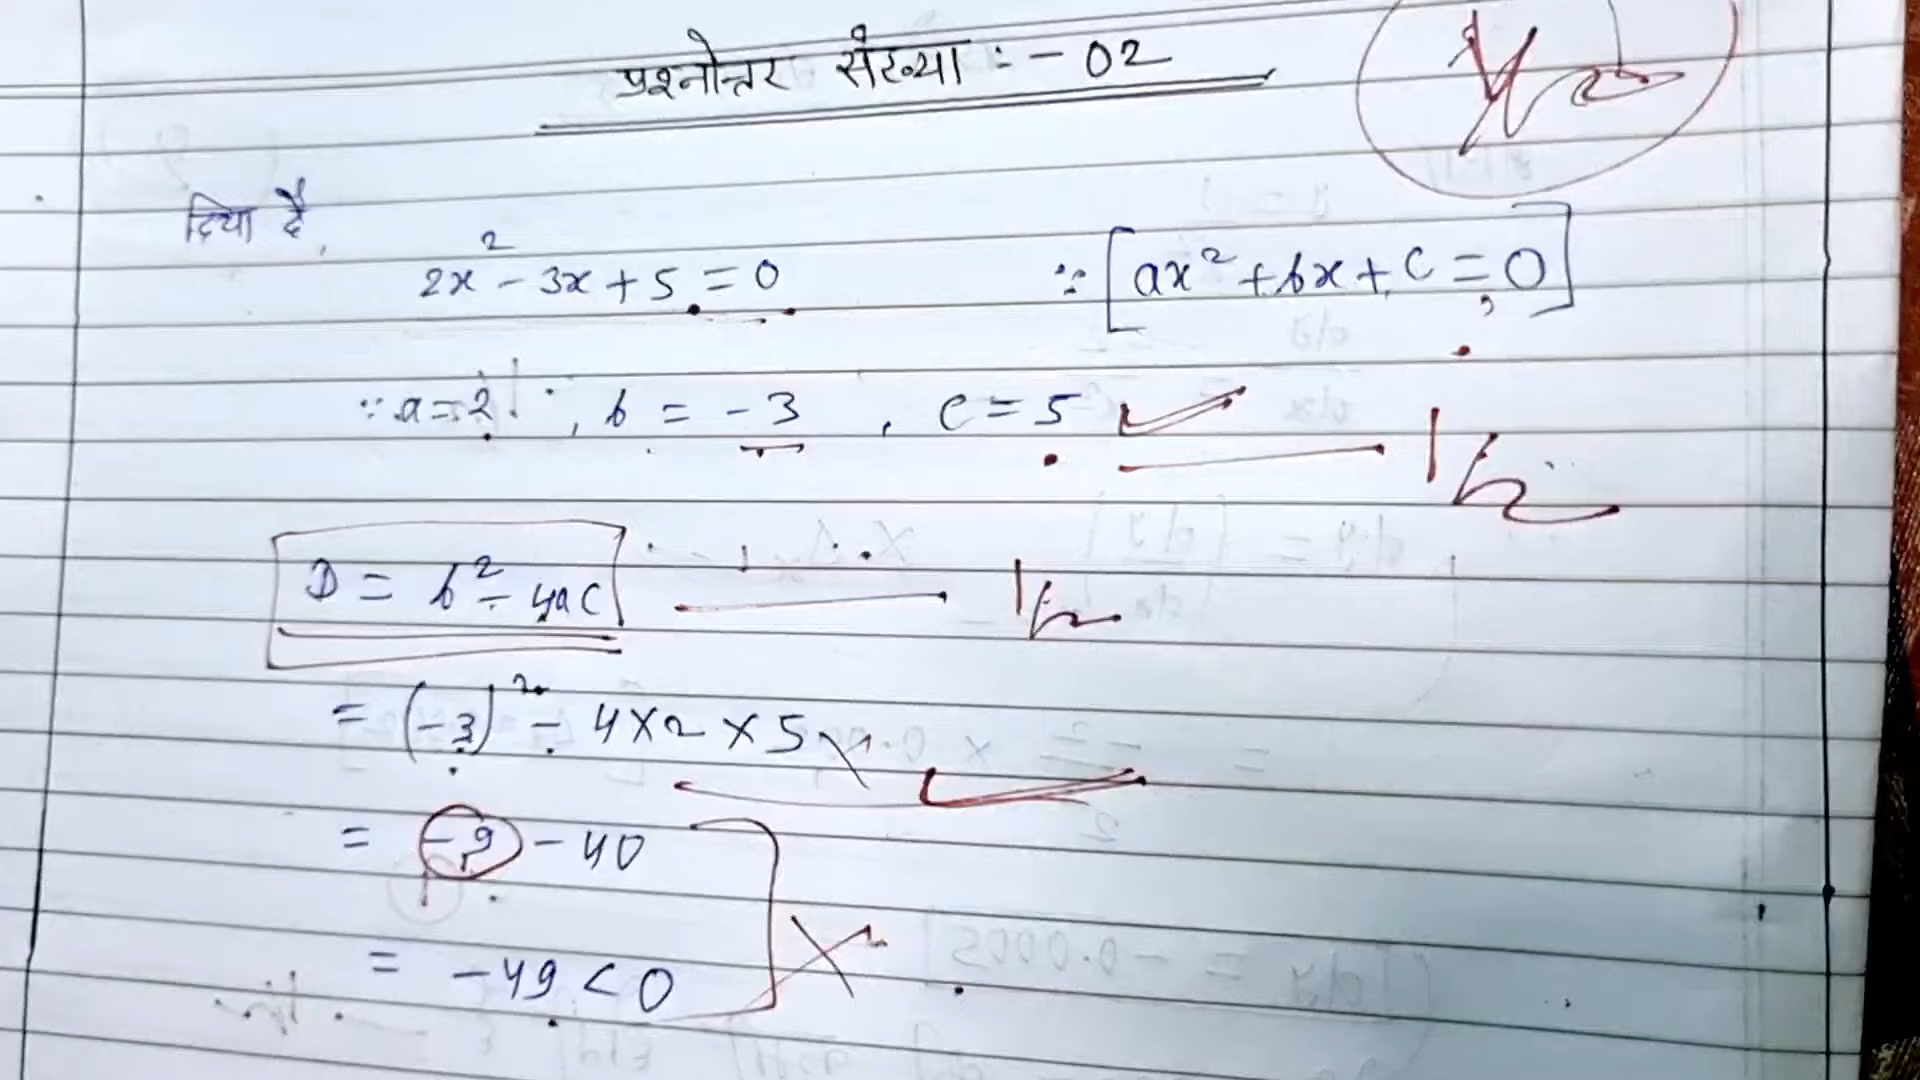 प्रश्नोत्तर संख्या :- 02
दिया है,
2x² - 3x + 5 = 0 ∵ [ax² + bx + c = 0]
∵ a = 2, b = -3, c = 5 1/2
D = b² - 4ac 1/2
= (-3)² - 4×2×5
= -9 - 40
= -49 < 0